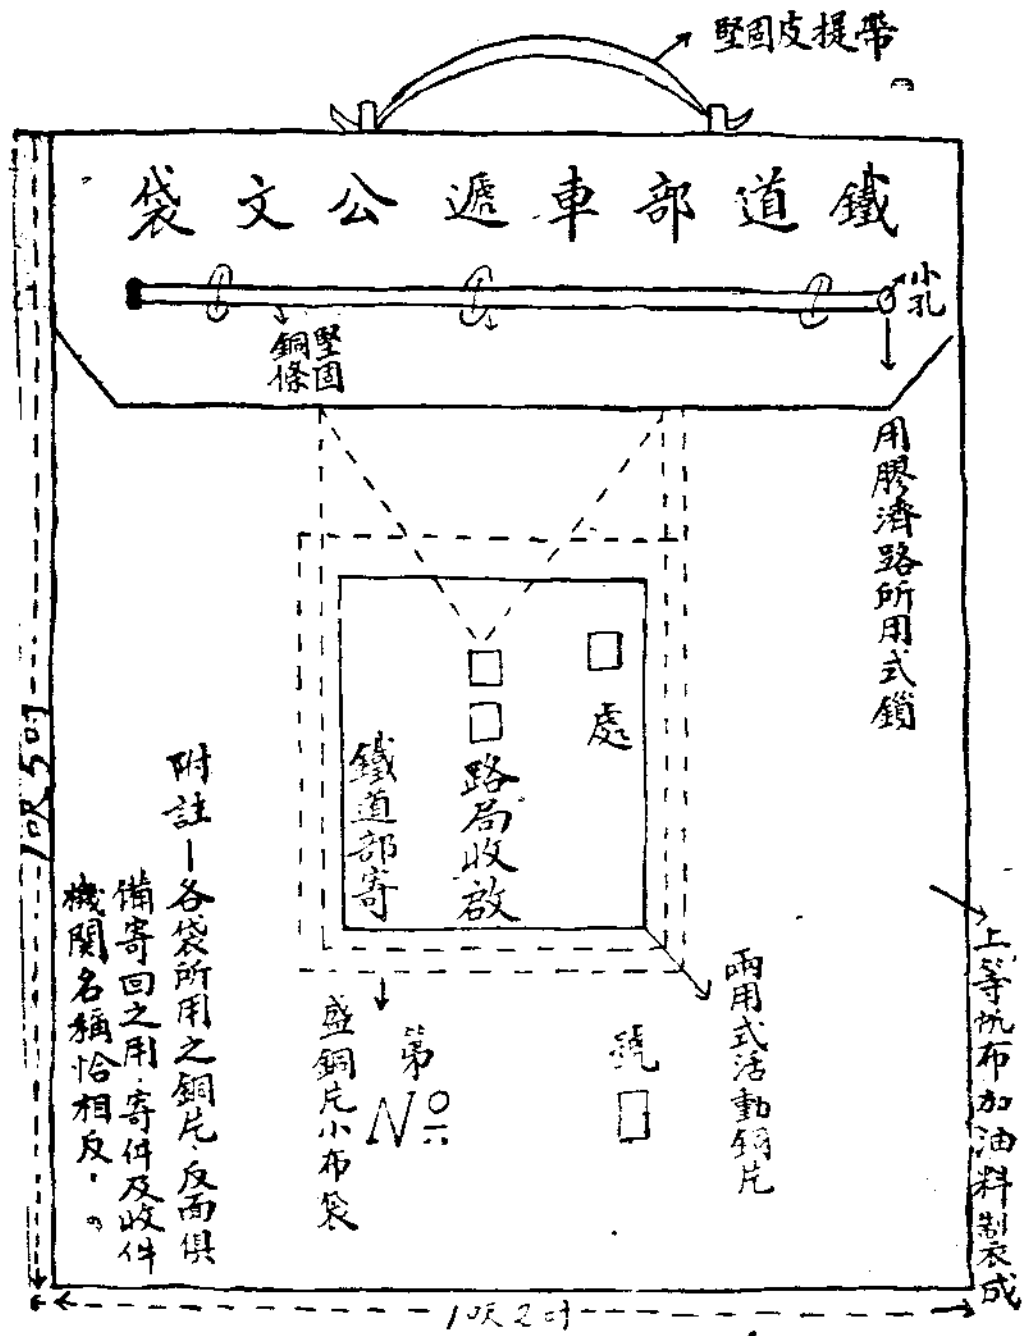 堅固皮提帶
鐵道部車遞公文袋
小孔
堅固
銅條
用膠濟路所用式鎖
□處
□□路局收啟
鐵道部寄
兩用式活動銅片
上等帆布加油料制衣成
第 號
No □
盛銅片小布袋
附註—各袋所用之銅片、反面俱
備寄回之用、寄件及收件
機關名稱恰相反。
1呎5吋
1呎2吋